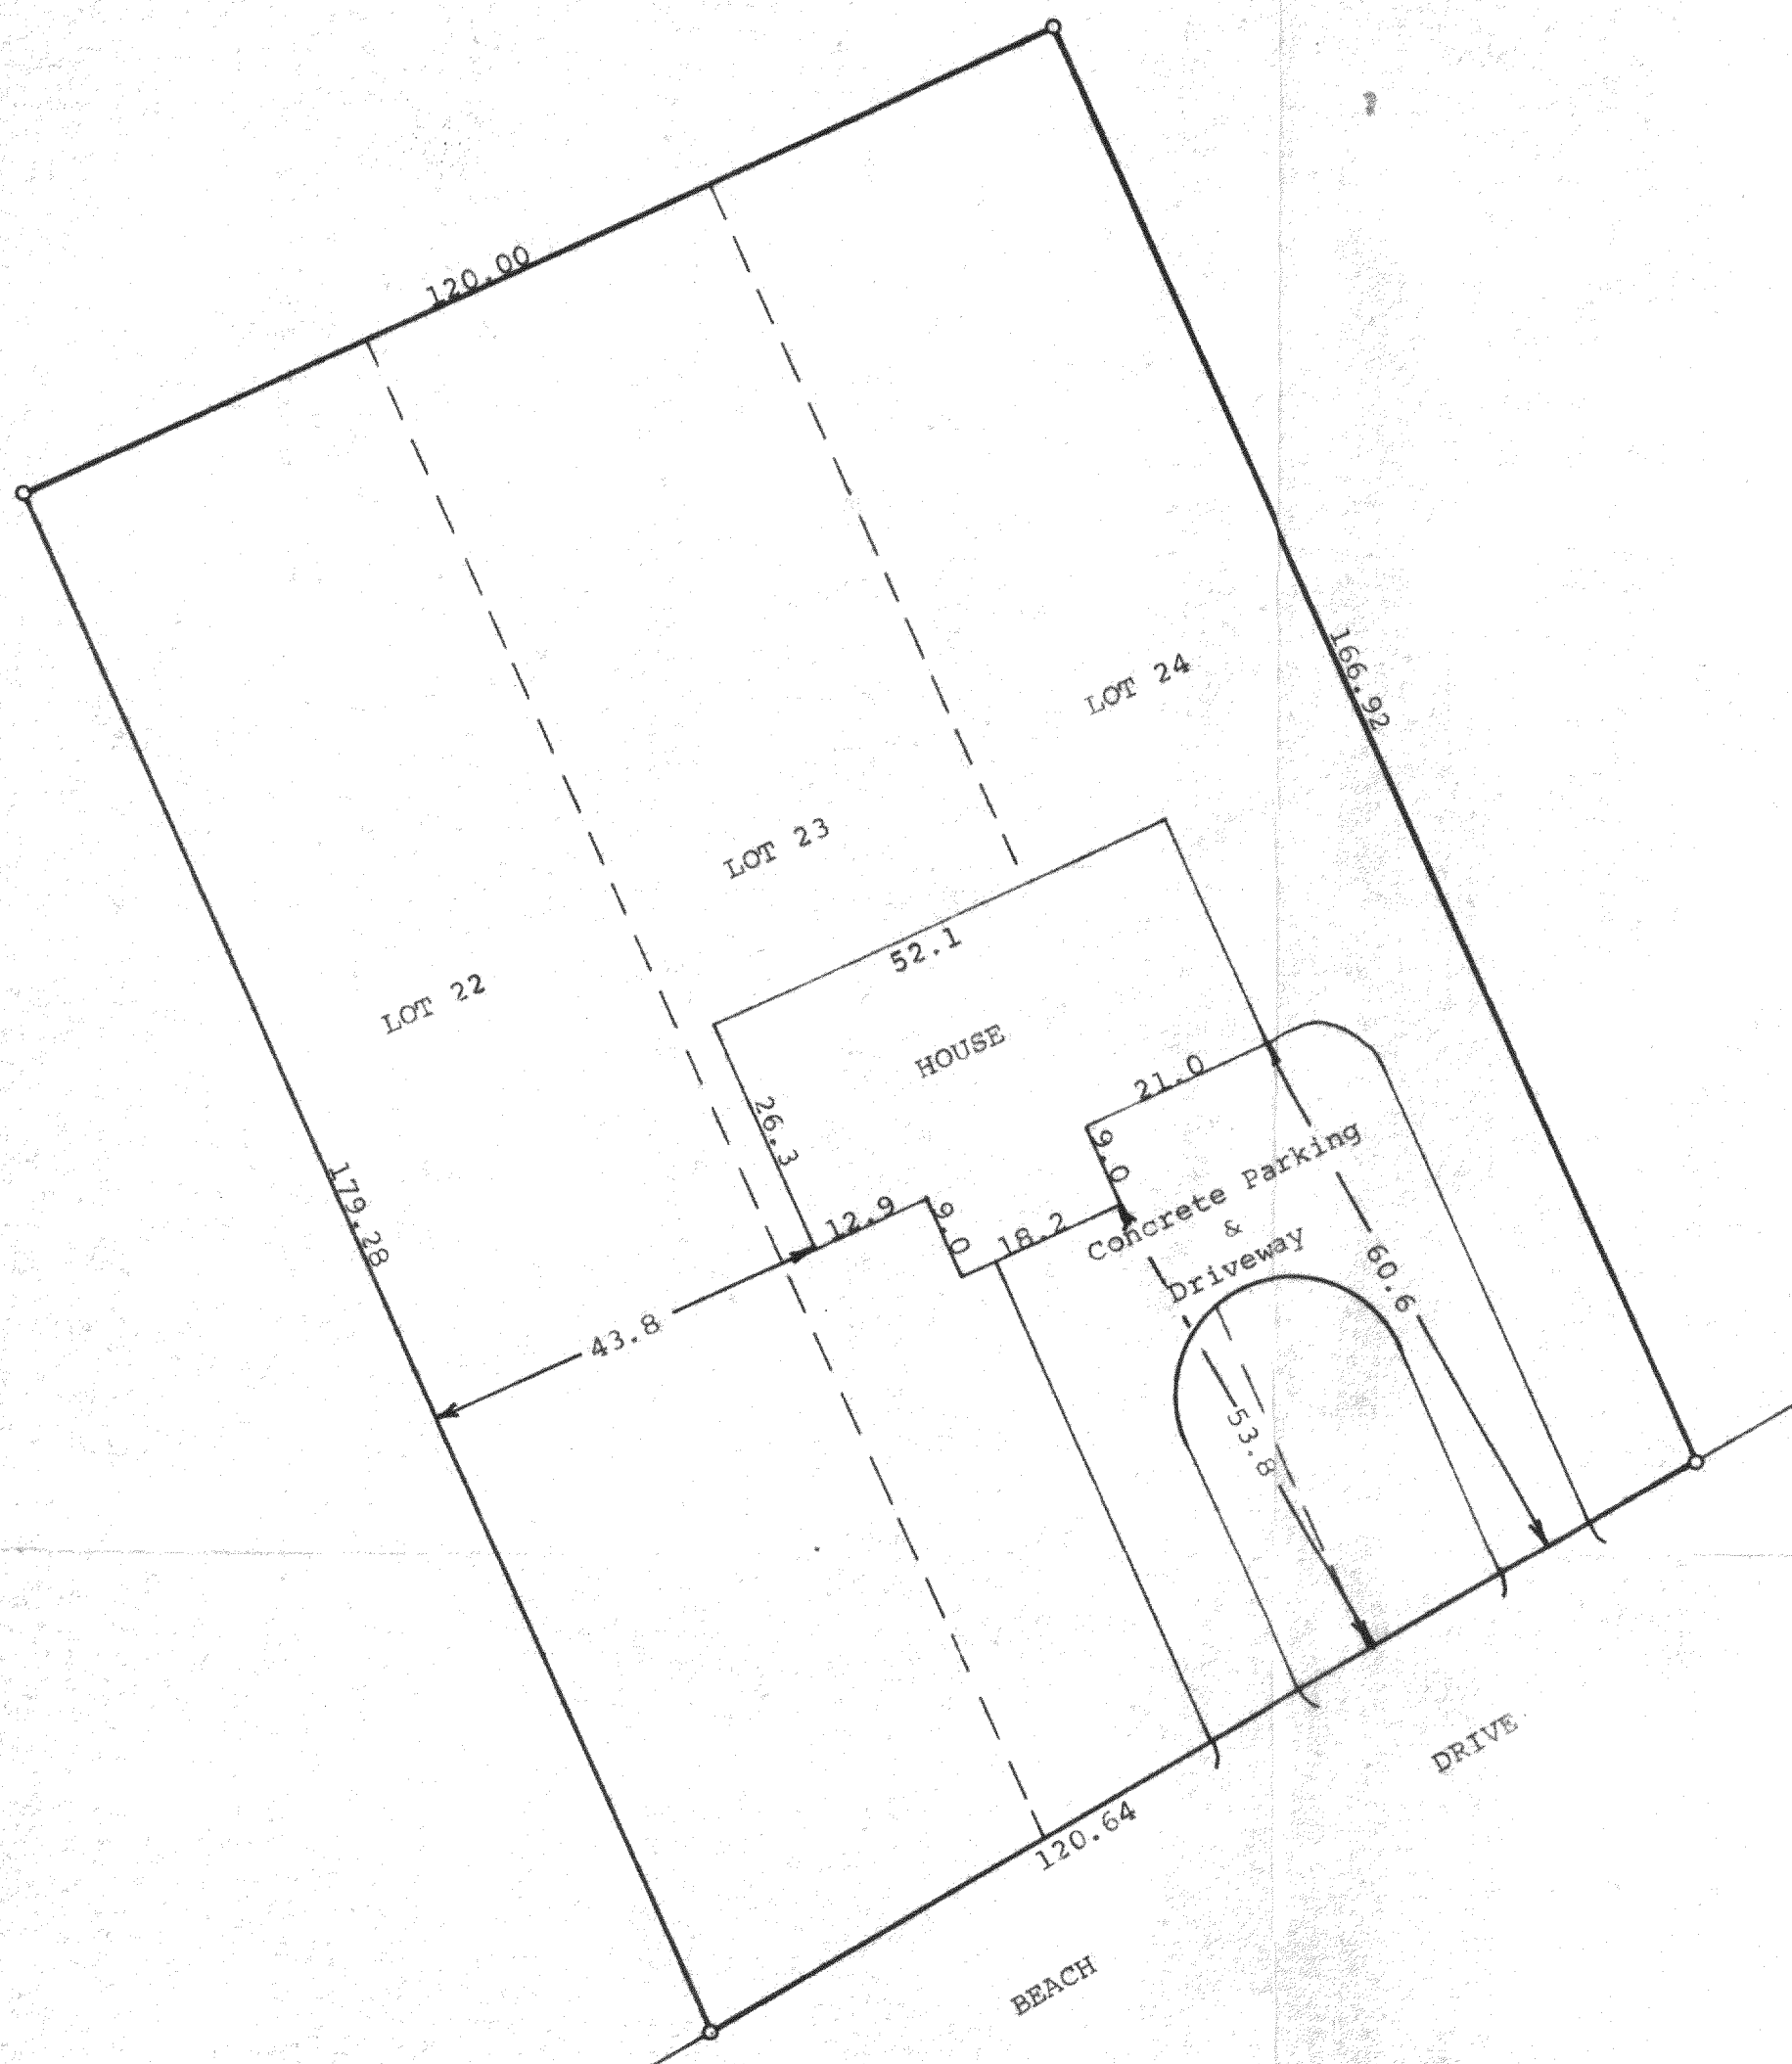 120.00
166.92
LOT 24
LOT 23
LOT 22
52.1
HOUSE
26.3
21.0
9.0
12.9
9.0
18.2
Concrete Parking
&
Driveway
179.28
43.8
60.6
53.8
120.64
BEACH DRIVE